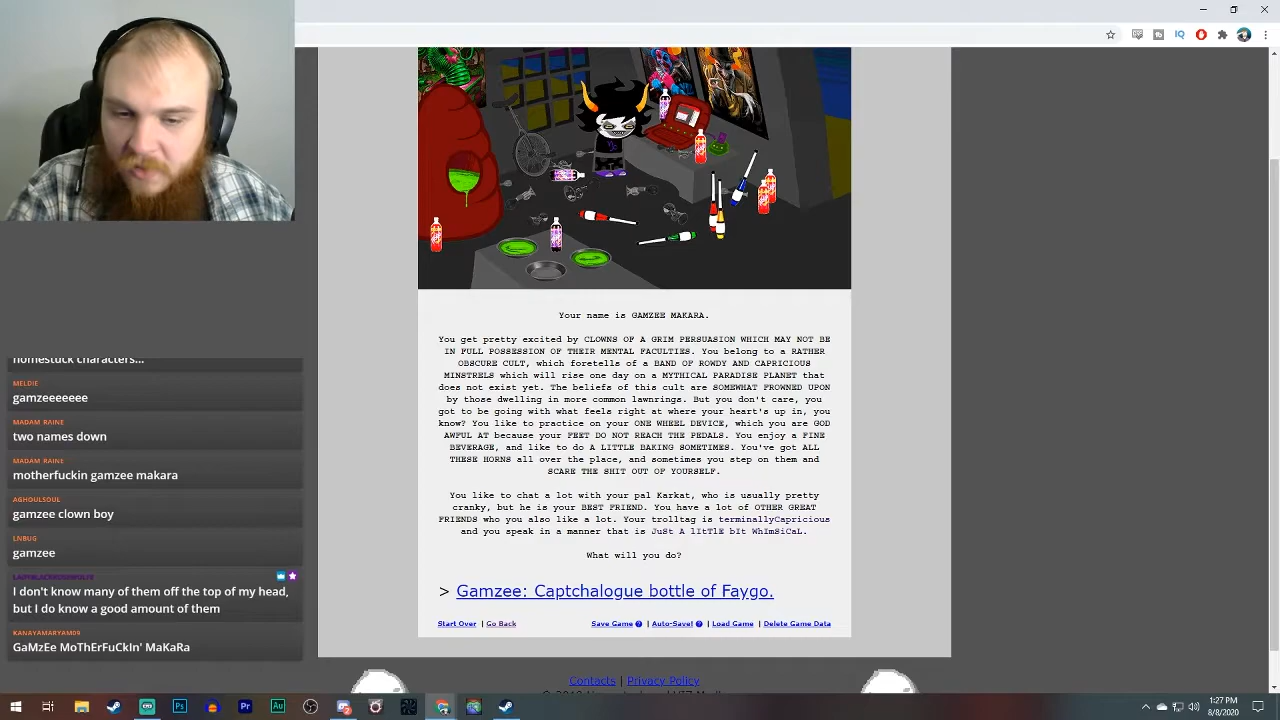 Your name is GAMZEE MAKARA.
You get pretty excited by CLOWNS OF A GRIM PERSUASION WHICH MAY NOT BE
IN FULL POSSESSION OF THEIR MENTAL FACULTIES. You belong to a RATHER
OBSCURE CULT, which foretells of a BAND OF ROWDY AND CAPRICIOUS
MINSTRELS which will rise one day on a MYTHICAL PARADISE PLANET that
does not exist yet. The beliefs of this cult are SOMEWHAT FROWNED UPON
by those dwelling in more common lawnrings. But you don't care, you
got to be going with what feels right at where your heart's up in, you
know? You like to practice on your ONE WHEEL DEVICE, which you are GOD
AWFUL AT because your FEET DO NOT REACH THE PEDALS. You enjoy a FINE
BEVERAGE, and like to do A LITTLE BAKING SOMETIMES. You've got ALL
THESE HORNS all over the place, and sometimes you step on them and
SCARE THE SHIT OUT OF YOURSELF.
You like to chat a lot with your pal Karkat, who is usually pretty
cranky, but he is your BEST FRIEND. You have a lot of OTHER GREAT
FRIENDS who you also like a lot. Your trolltag is terminallyCapricious
and you speak in a manner that is JuSt A lItTlE bIt WhImSiCaL.
What will you do?
> Gamzee: Captchalogue bottle of Faygo.
Start Over | Go Back Save Game ? | Auto-Save! ? | Load Game | Delete Game Data
Contacts | Privacy Policy
homestuck characters...
MELDIE
gamzeeeeeee
MADAM RAINE
two names down
MADAM RAINE
motherfuckin gamzee makara
AGHOULSOUL
gamzee clown boy
LNBUG
gamzee
I don't know many of them off the top of my head,
but I do know a good amount of them
KANAYAMARYAM09
GaMzEe MoThErFuCkIn' MaKaRa
IQ
Ps
Pr
Au
1:27 PM
8/8/2020